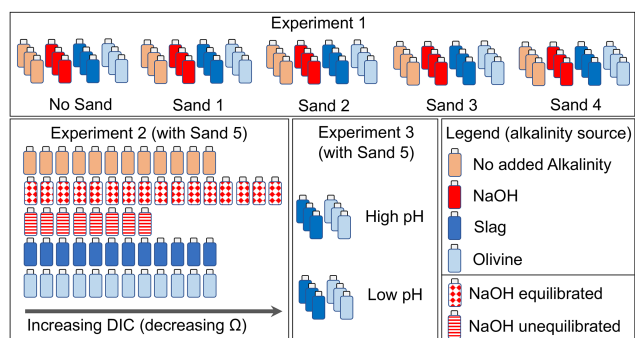 Experiment 1
No Sand
Sand 1
Sand 2
Sand 3
Sand 4
Experiment 2 (with Sand 5)
Increasing DIC (decreasing Ω)
Experiment 3
(with Sand 5)
High pH
Low pH
Legend (alkalinity source)
No added Alkalinity
NaOH
Slag
Olivine
NaOH equilibrated
NaOH unequilibrated